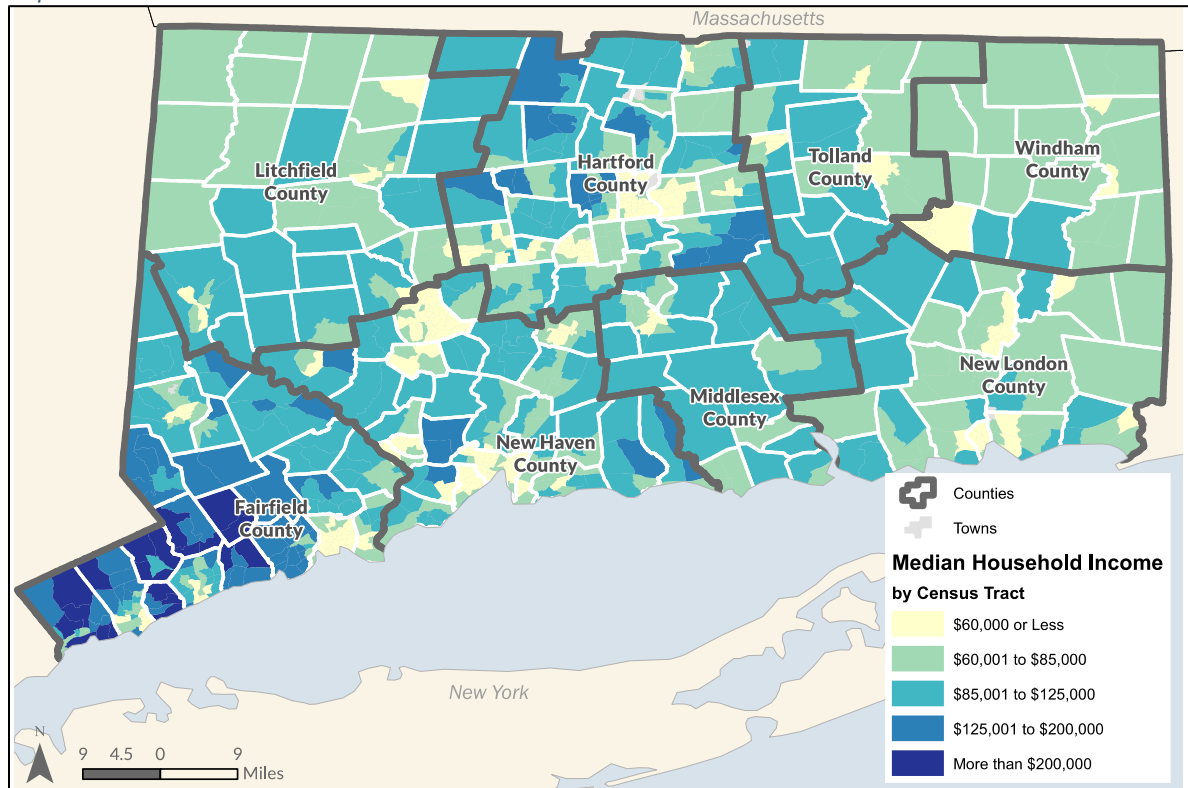 Massachusetts
Litchfield
County
Hartford
County
Tolland
County
Windham
County
New London
County
Middlesex
County
New Haven
County
Fairfield
County
New York
N
9 4.5 0 9
Miles
Counties
Towns
Median Household Income
by Census Tract
$60,000 or Less
$60,001 to $85,000
$85,001 to $125,000
$125,001 to $200,000
More than $200,000